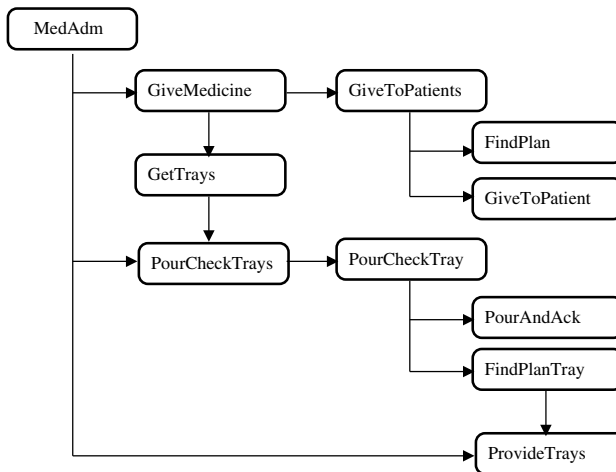 MedAdm
GiveMedicine
GiveToPatients
FindPlan
GetTrays
GiveToPatient
PourCheckTrays
PourCheckTray
PourAndAck
FindPlanTray
ProvideTrays